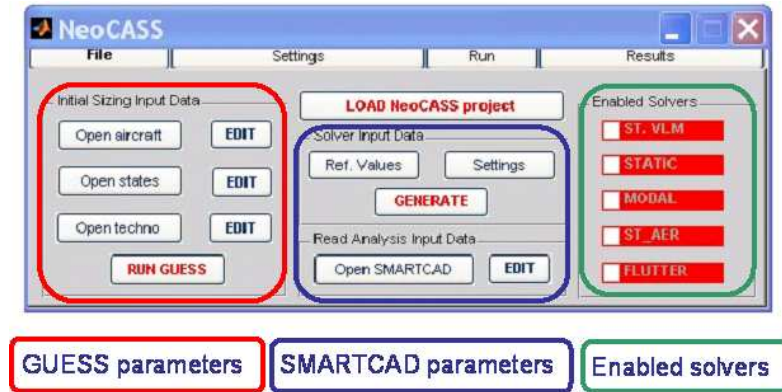 NeoCASS
File Settings Run Results
Initial Sizing Input Data
Open aircraft EDIT
Open states EDIT
Open techno EDIT
RUN GUESS
LOAD NeoCASS project
Solver Input Data
Ref. Values Settings
GENERATE
Read Analysis Input Data
Open SMARTCAD EDIT
Enabled Solvers
ST. VLM
STATIC
MODAL
ST_AER
FLUTTER
GUESS parameters SMARTCAD parameters Enabled solvers